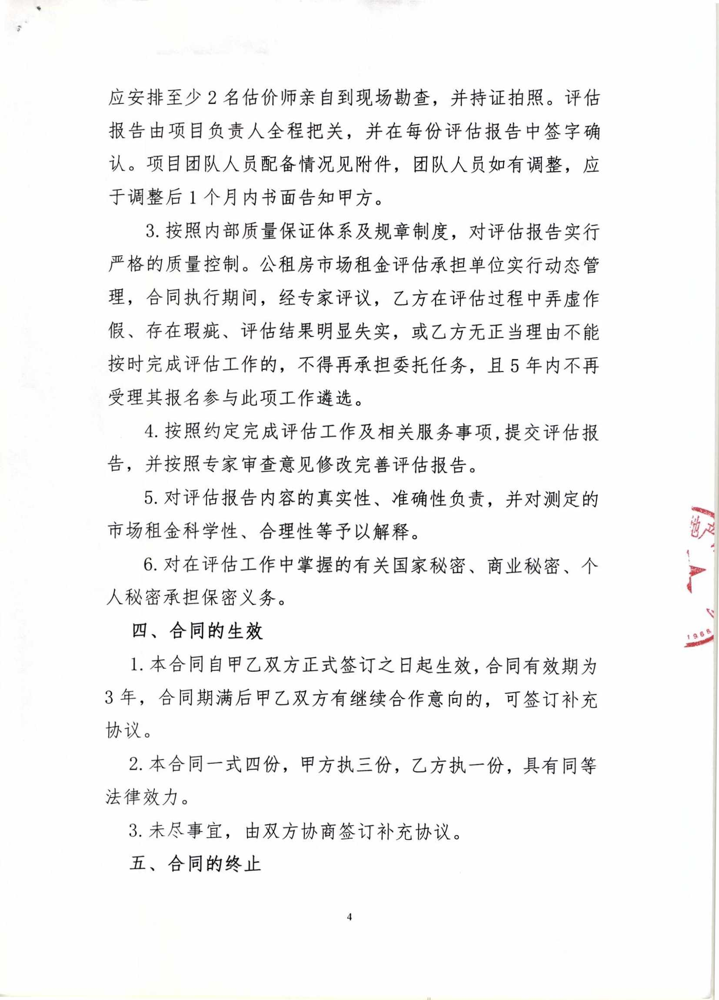 应安排至少2名估价师亲自到现场勘查，并持证拍照。评估
报告由项目负责人全程把关，并在每份评估报告中签字确
认。项目团队人员配备情况见附件，团队人员如有调整，应
于调整后1个月内书面告知甲方。
3.按照内部质量保证体系及规章制度，对评估报告实行
严格的质量控制。公租房市场租金评估承担单位实行动态管
理，合同执行期间，经专家评议，乙方在评估过程中弄虚作
假、存在瑕疵、评估结果明显失实，或乙方无正当理由不能
按时完成评估工作的，不得再承担委托任务，且5年内不再
受理其报名参与此项工作遴选。
4.按照约定完成评估工作及相关服务事项,提交评估报
告，并按照专家审查意见修改完善评估报告。
5.对评估报告内容的真实性、准确性负责，并对测定的
市场租金科学性、合理性等予以解释。
6.对在评估工作中掌握的有关国家秘密、商业秘密、个
人秘密承担保密义务。
地产
1968
四、合同的生效
1.本合同自甲乙双方正式签订之日起生效,合同有效期为
3年，合同期满后甲乙双方有继续合作意向的，可签订补充
协议。
2.本合同一式四份，甲方执三份，乙方执一份，具有同等
法律效力。
3.未尽事宜，由双方协商签订补充协议。
五、合同的终止
4